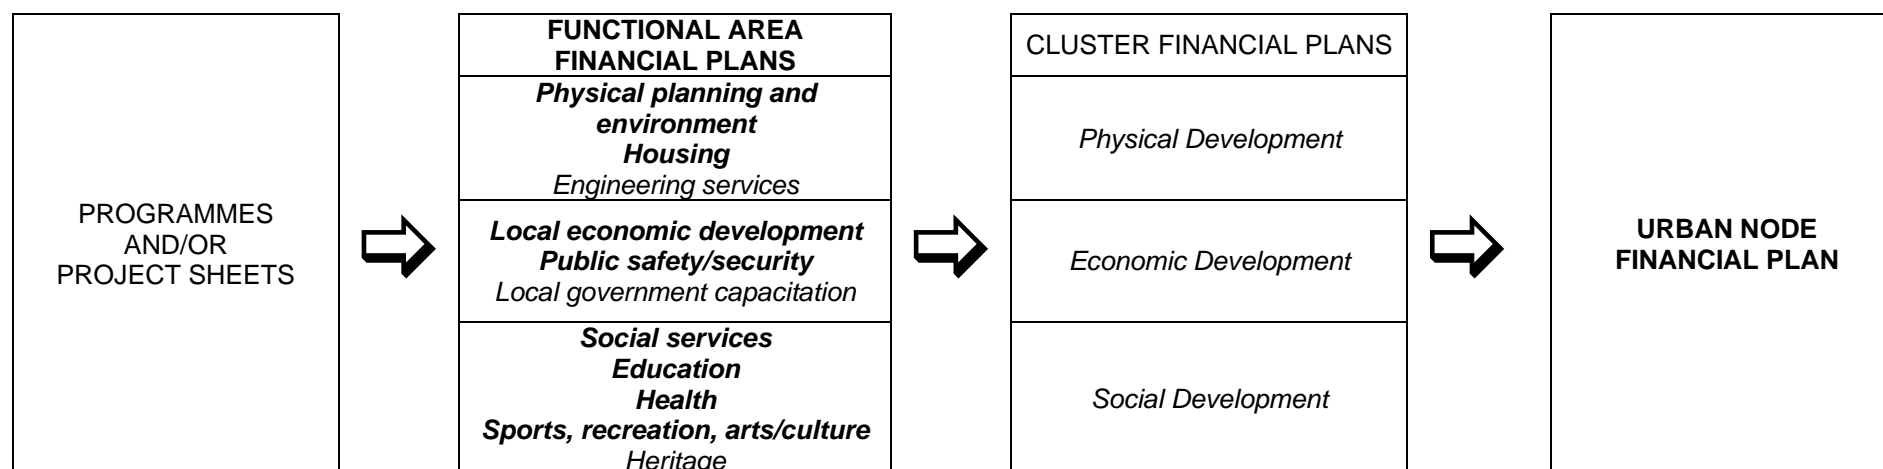 PROGRAMMES
AND/OR
PROJECT SHEETS
FUNCTIONAL AREA
FINANCIAL PLANS
Physical planning and
environment
Housing
Engineering services
Local economic development
Public safety/security
Local government capacitation
Social services
Education
Health
Sports, recreation, arts/culture
Heritage
CLUSTER FINANCIAL PLANS
Physical Development
Economic Development
Social Development
URBAN NODE
FINANCIAL PLAN